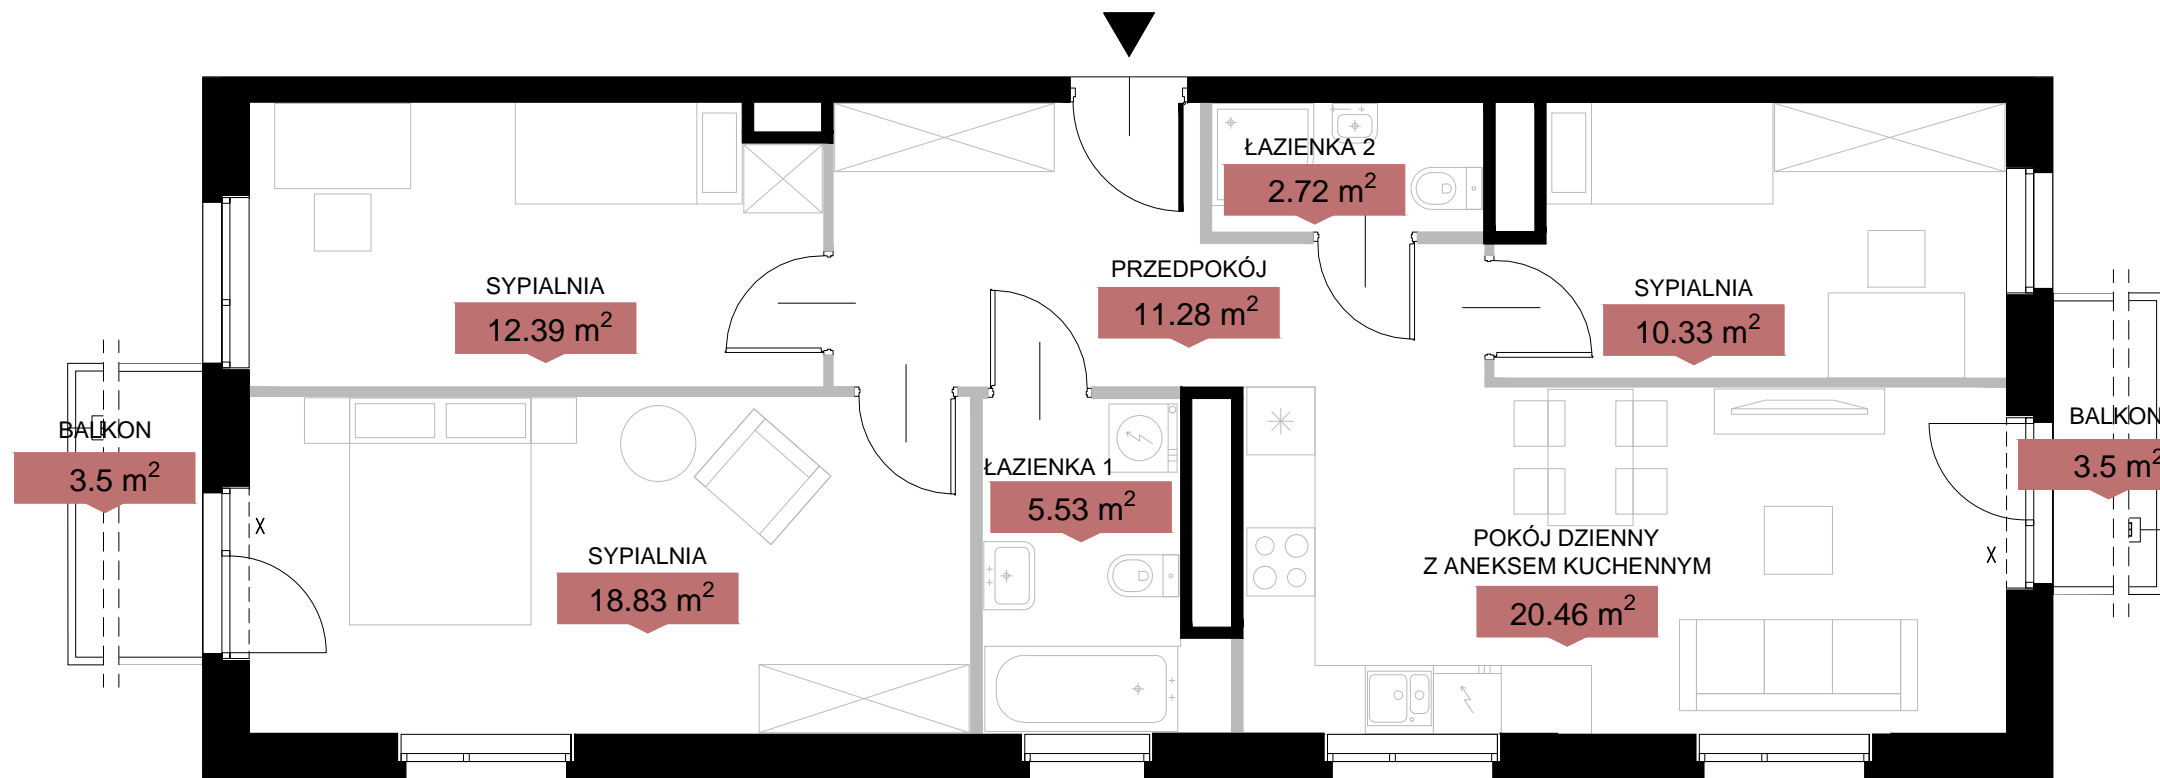 ŁAZIENKA 2
2.72 m²
SYPIALNIA
12.39 m²
PRZEDPOKÓJ
11.28 m²
SYPIALNIA
10.33 m²
BALKON
3.5 m²
SYPIALNIA
18.83 m²
ŁAZIENKA 1
5.53 m²
POKÓJ DZIENNY
Z ANEKSEM KUCHENNYM
20.46 m²
BALKON
3.5 m²
X
X